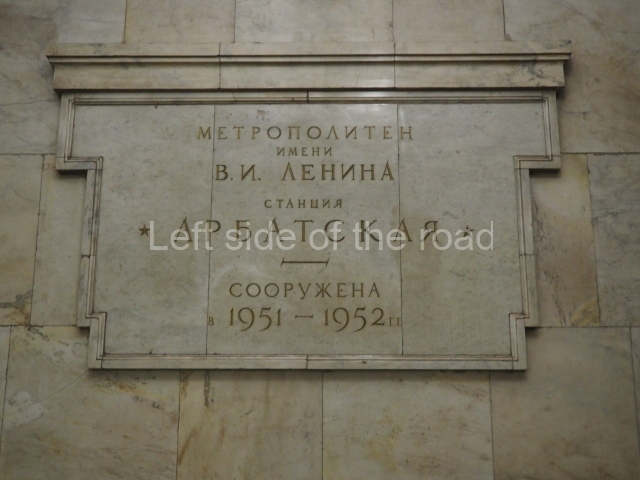 МЕТРОПОЛИТЕН
ИМЕНИ
В. И. ЛЕНИНА
СТАНЦИЯ
★ АРБАТСКАЯ ★
Left side of the road
СООРУЖЕНА
В 1951 — 1952 ГГ